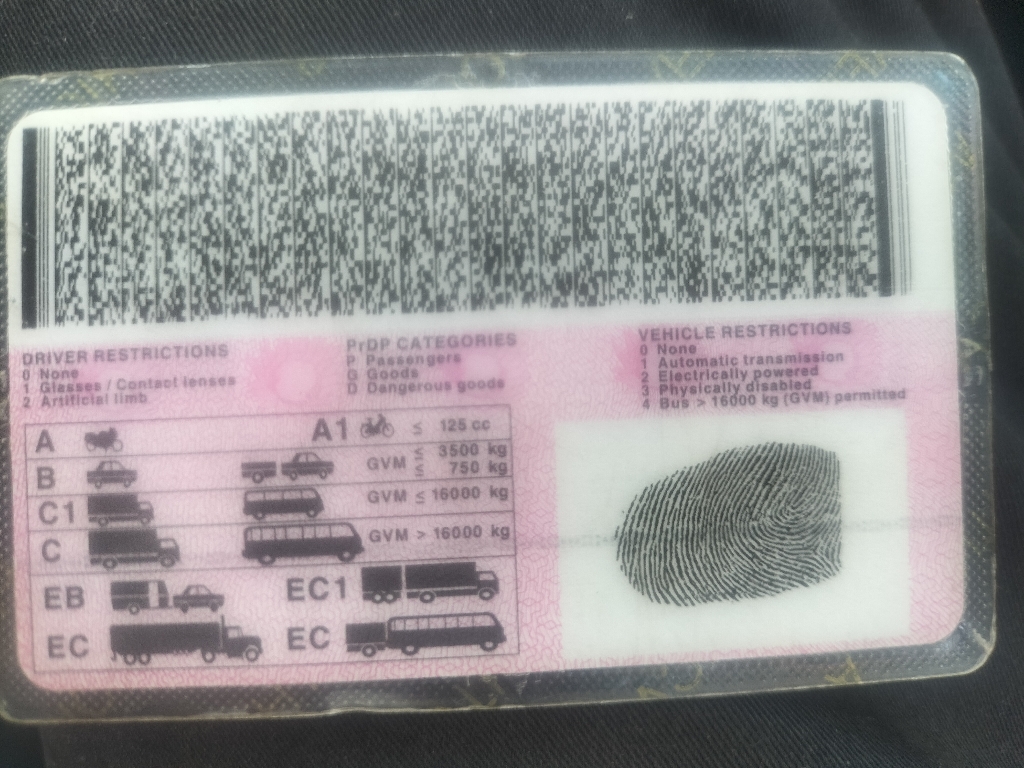 DRIVER RESTRICTIONS
0 None
1 Glasses / Contact lenses
2 Artificial limb
PrDP CATEGORIES
P Passengers
G Goods
D Dangerous goods
VEHICLE RESTRICTIONS
0 None
1 Automatic transmission
2 Electrically powered
3 Physically disabled
4 Bus > 16000 kg (GVM) permitted
A A1 ≤ 125 cc
B GVM ≤ 3500 kg
≤ 750 kg
C1 GVM ≤ 16000 kg
C GVM > 16000 kg
EB EC1
EC EC